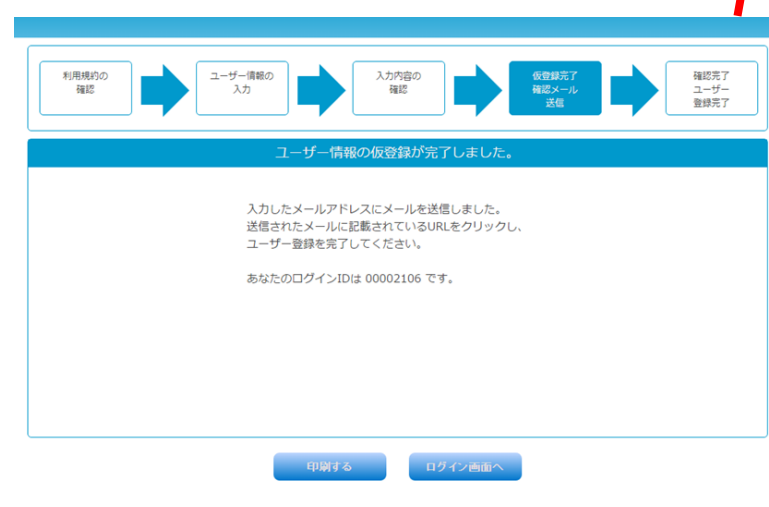 利用規約の
確認
ユーザー情報の
入力
入力内容の
確認
仮登録完了
確認メール
送信
確認完了
ユーザー
登録完了
ユーザー情報の仮登録が完了しました。
入力したメールアドレスにメールを送信しました。
送信されたメールに記載されているURLをクリックし、
ユーザー登録を完了してください。
あなたのログインIDは 00002106 です。
印刷する
ログイン画面へ